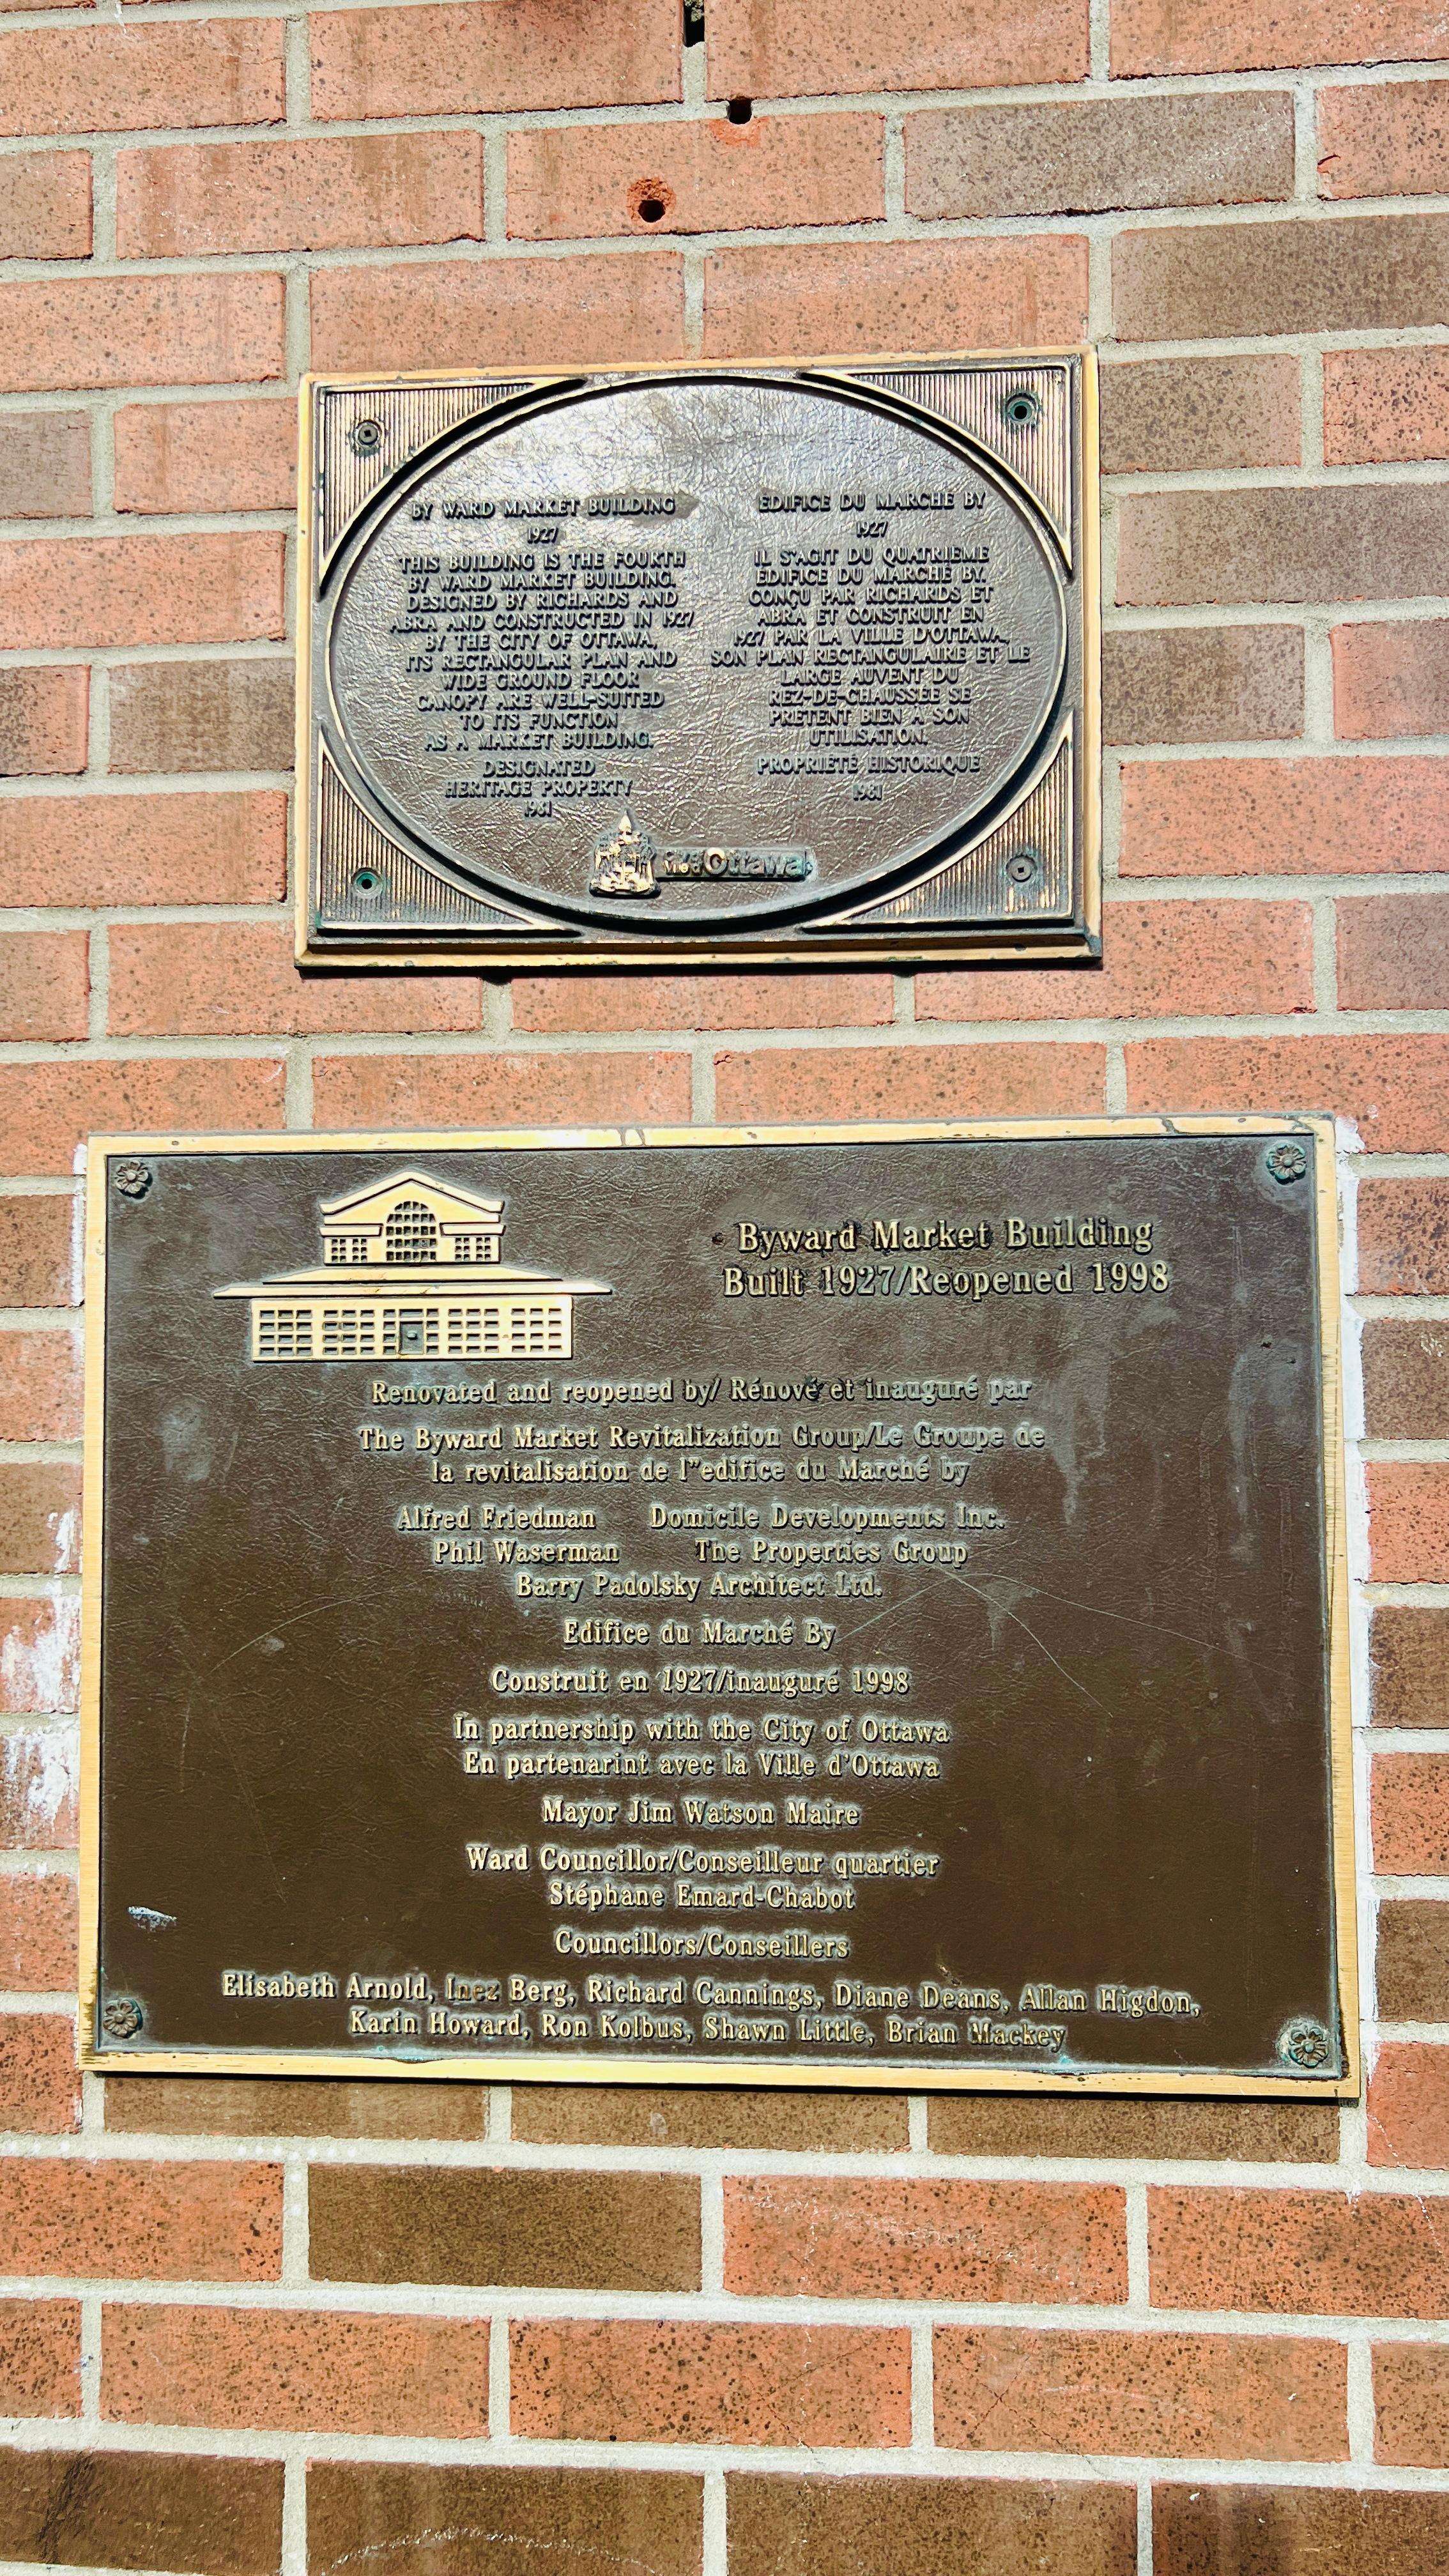 BY WARD MARKET BUILDING
1927
THIS BUILDING IS THE FOURTH
BY WARD MARKET BUILDING.
DESIGNED BY RICHARDS AND
ABRA AND CONSTRUCTED IN 1927
BY THE CITY OF OTTAWA,
ITS RECTANGULAR PLAN AND
WIDE GROUND FLOOR
CANOPY ARE WELL-SUITED
TO ITS FUNCTION
AS A MARKET BUILDING.
DESIGNATED
HERITAGE PROPERTY
1981
ÉDIFICE DU MARCHÉ BY
1927
IL S'AGIT DU QUATRIÈME
ÉDIFICE DU MARCHÉ BY.
CONÇU PAR RICHARDS ET
ABRA ET CONSTRUIT EN
1927 PAR LA VILLE D'OTTAWA,
SON PLAN RECTANGULAIRE ET LE
LARGE AUVENT DU
REZ-DE-CHAUSSÉE SE
PRÊTENT BIEN À SON
UTILISATION.
PROPRIÉTÉ HISTORIQUE
1981
Ottawa
Byward Market Building
Built 1927/Reopened 1998
Renovated and reopened by/ Rénové et inauguré par
The Byward Market Revitalization Group/Le Groupe de
la revitalisation de l"edifice du Marché by
Alfred Friedman Domicile Developments Inc.
Phil Waserman The Properties Group
Barry Padolsky Architect Ltd.
Edifice du Marché By
Construit en 1927/inauguré 1998
In partnership with the City of Ottawa
En partenarint avec la Ville d'Ottawa
Mayor Jim Watson Maire
Ward Councillor/Conseilleur quartier
Stéphane Emard-Chabot
Councillors/Conseillers
Elisabeth Arnold, Inez Berg, Richard Cannings, Diane Deans, Allan Higdon,
Karin Howard, Ron Kolbus, Shawn Little, Brian Mackey